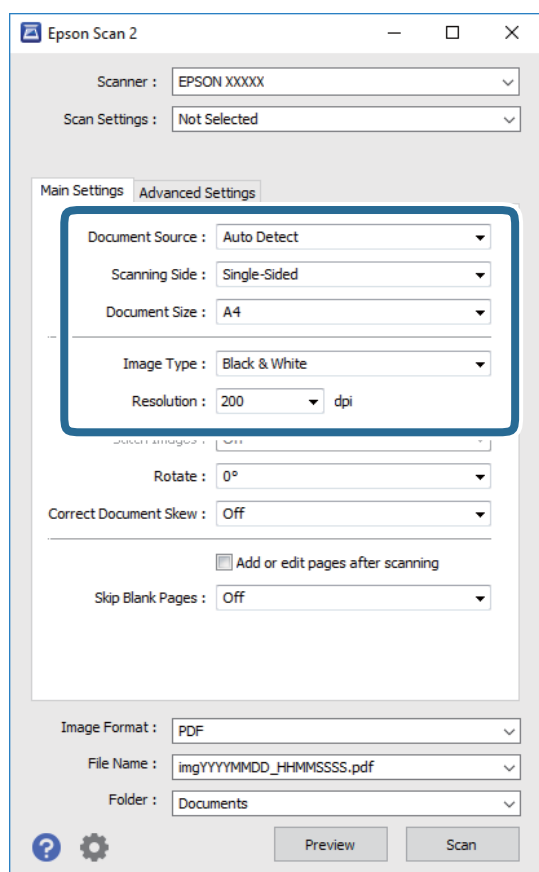 Epson Scan 2
Scanner : EPSON XXXXX
Scan Settings : Not Selected
Main Settings Advanced Settings
Document Source : Auto Detect
Scanning Side : Single-Sided
Document Size : A4
Image Type : Black & White
Resolution : 200 dpi
Stitch Images : Off
Rotate : 0°
Correct Document Skew : Off
Add or edit pages after scanning
Skip Blank Pages : Off
Image Format : PDF
File Name : imgYYYYMMDD_HHMMSSSS.pdf
Folder : Documents
? Preview Scan